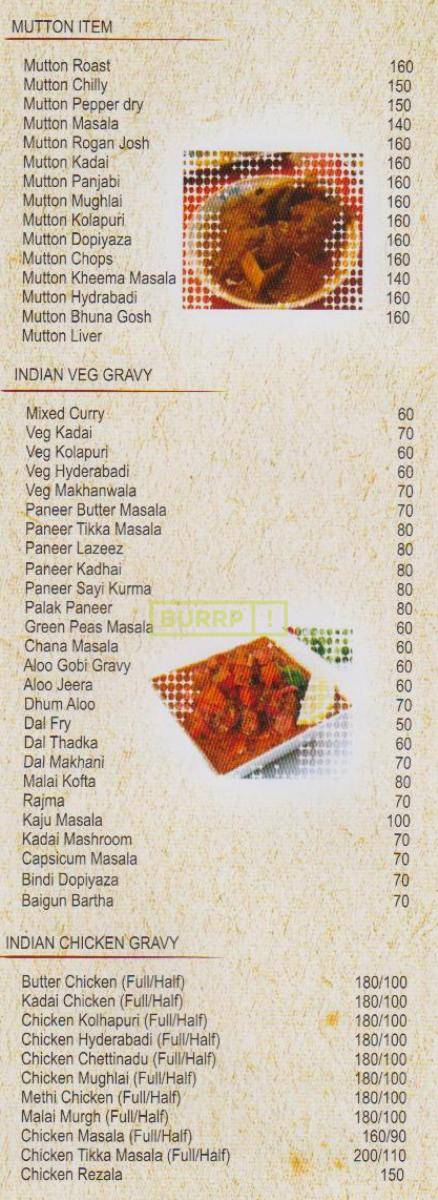 MUTTON ITEM
Mutton Roast 160
Mutton Chilly 150
Mutton Pepper dry 150
Mutton Masala 140
Mutton Rogan Josh 160
Mutton Kadai 160
Mutton Panjabi 160
Mutton Mughlai 160
Mutton Kolapuri 160
Mutton Dopiyaza 160
Mutton Chops 160
Mutton Kheema Masala 140
Mutton Hydrabadi 160
Mutton Bhuna Gosh 160
Mutton Liver
INDIAN VEG GRAVY
Mixed Curry 60
Veg Kadai 70
Veg Kolapuri 60
Veg Hyderabadi 60
Veg Makhanwala 70
Paneer Butter Masala 70
Paneer Tikka Masala 80
Paneer Lazeez 80
Paneer Kadhai 80
Paneer Sayi Kurma 80
Palak Paneer 80
BURRP!
Green Peas Masala 60
Chana Masala 60
Aloo Gobi Gravy 60
Aloo Jeera 60
Dhum Aloo 70
Dal Fry 50
Dal Thadka 60
Dal Makhani 70
Malai Kofta 80
Rajma 70
Kaju Masala 100
Kadai Mashroom 70
Capsicum Masala 70
Bindi Dopiyaza 70
Baigun Bartha 70
INDIAN CHICKEN GRAVY
Butter Chicken (Full/Half) 180/100
Kadai Chicken (Full/Half) 180/100
Chicken Kolhapuri (Full/Half) 180/100
Chicken Hyderabadi (Full/Half) 180/100
Chicken Chettinadu (Full/Half) 180/100
Chicken Mughlai (Full/Half) 180/100
Methi Chicken (Full/Half) 180/100
Malai Murgh (Full/Half) 180/100
Chicken Masala (Full/Half) 160/90
Chicken Tikka Masala (Full/Half) 200/110
Chicken Rezala 150